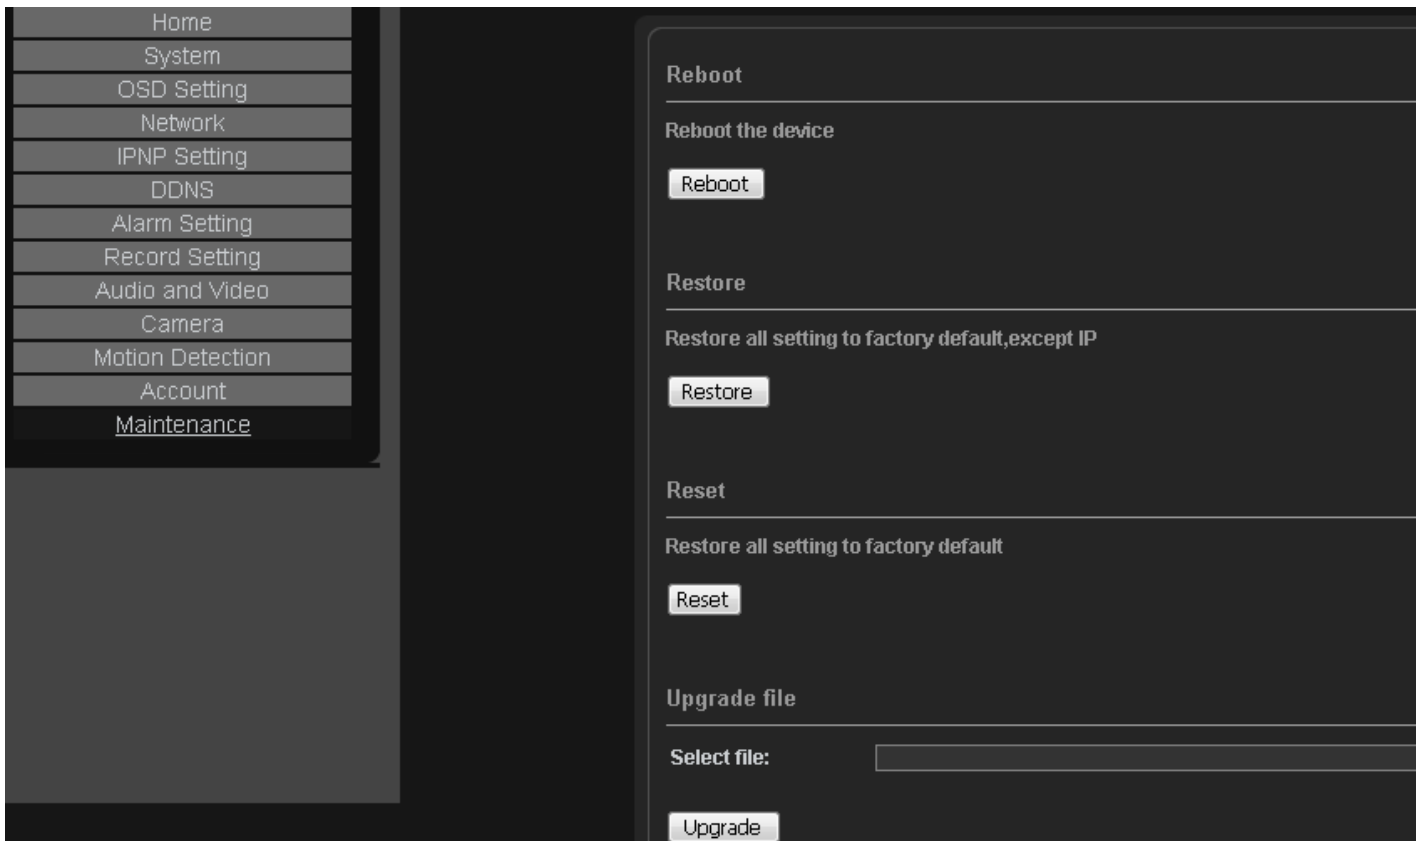 Home
System
OSD Setting
Network
IPNP Setting
DDNS
Alarm Setting
Record Setting
Audio and Video
Camera
Motion Detection
Account
Maintenance
Reboot
Reboot the device
Reboot
Restore
Restore all setting to factory default,except IP
Restore
Reset
Restore all setting to factory default
Reset
Upgrade file
Select file:
Upgrade